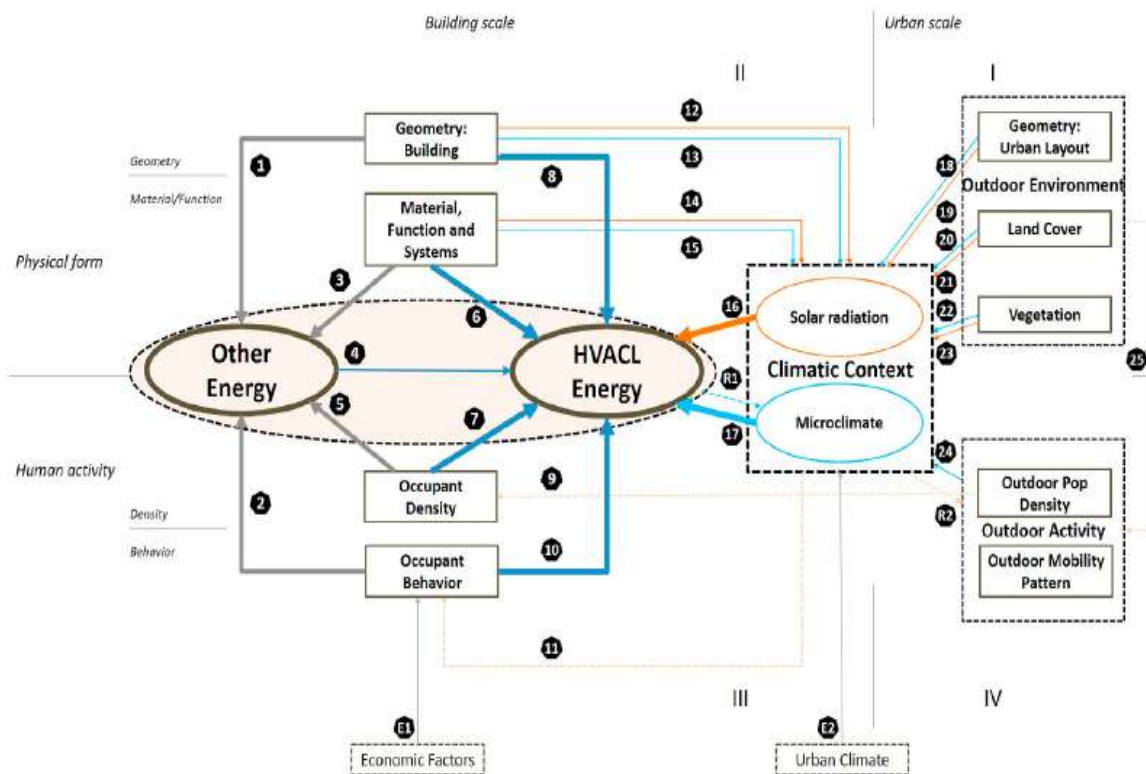 Building scale
Urban scale
II
I
12
Geometry:
Building
Geometry:
Urban Layout
1
Geometry
13
18
8
Outdoor Environment
Material/Function
14
Material,
Function and
Systems
19
Land Cover
20
15
Physical form
3
21
16
Solar radiation
6
22
Vegetation
Other
Energy
4
HVACL
Energy
23
Climatic Context
25
R1
5
7
Microclimate
17
24
Human activity
Occupant
Density
9
Outdoor Pop
Density
2
R2
Density
Outdoor Activity
10
Behavior
Occupant
Behavior
Outdoor Mobility
Pattern
11
III
IV
E1
E2
Economic Factors
Urban Climate